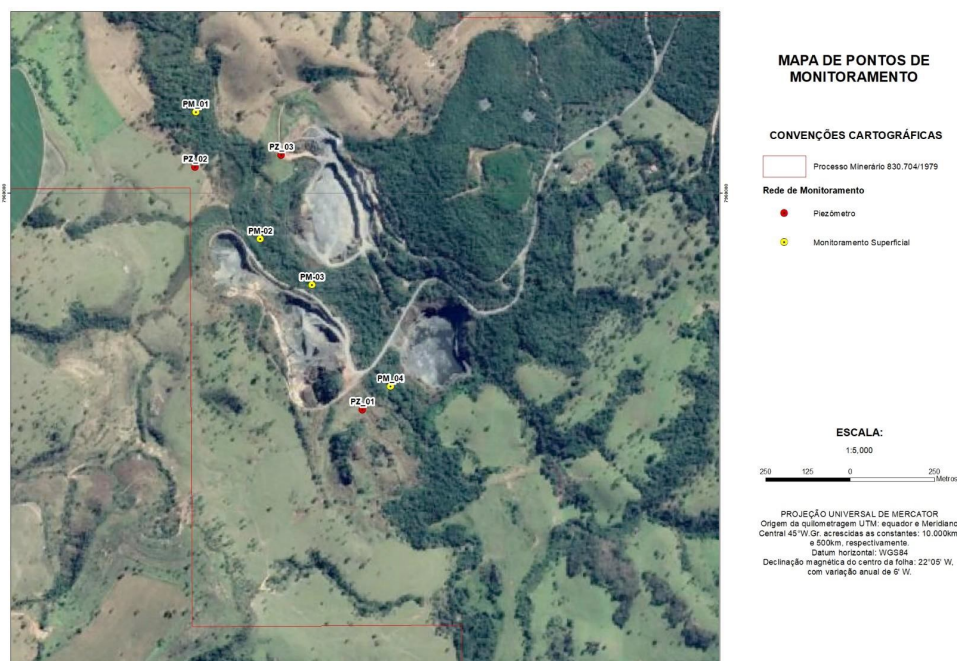 MAPA DE PONTOS DE
MONITORAMENTO
CONVENÇÕES CARTOGRÁFICAS
Processo Minerário 830.704/1979
Rede de Monitoramento
Piezômetro
Monitoramento Superficial
PM_01
PZ_03
PZ_02
PM-02
PM-03
PM_04
PZ_01
ESCALA:
1:5,000
250 125 0 250
Metros
PROJEÇÃO UNIVERSAL DE MERCATOR
Origem da quilometragem UTM: equador e Meridiano
Central 45°W.Gr. acrescidas as constantes: 10.000km
e 500km, respectivamente.
Datum horizontal: WGS84
Declinação magnética do centro da folha: 22°05' W,
com variação anual de 6' W.